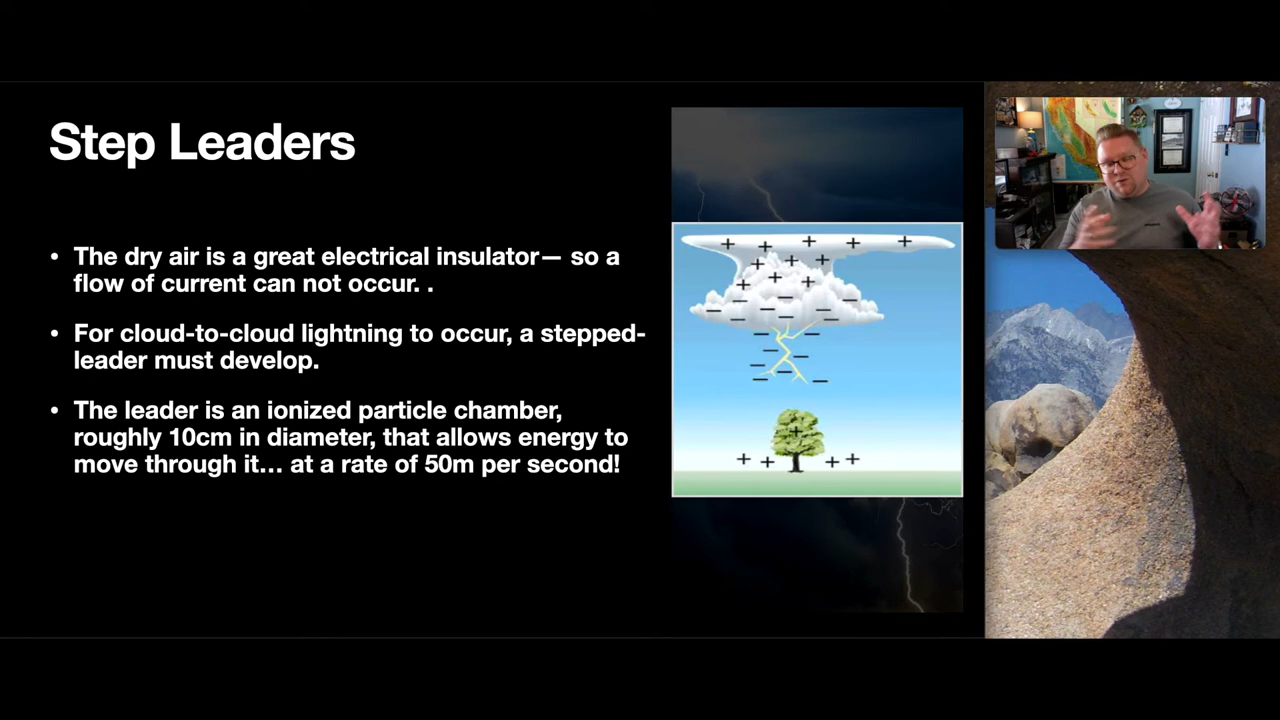 Step Leaders
• The dry air is a great electrical insulator— so a
flow of current can not occur. .
• For cloud-to-cloud lightning to occur, a stepped-
leader must develop.
• The leader is an ionized particle chamber,
roughly 10cm in diameter, that allows energy to
move through it… at a rate of 50m per second!